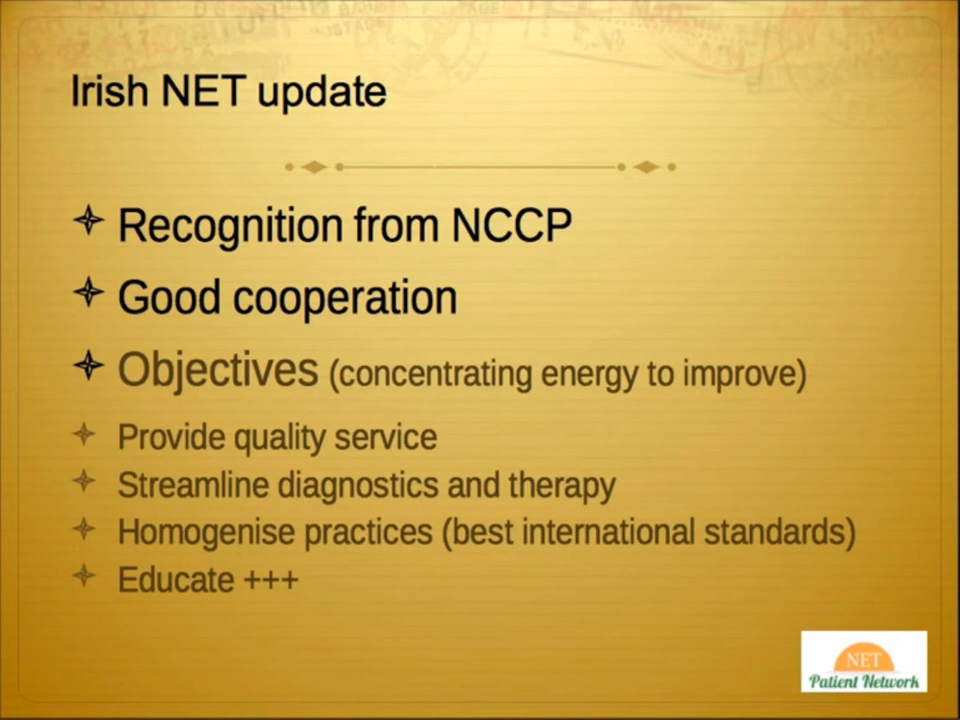 Irish NET update
Recognition from NCCP
Good cooperation
Objectives (concentrating energy to improve)
Provide quality service
Streamline diagnostics and therapy
Homogenise practices (best international standards)
Educate +++
NET
Patient Network